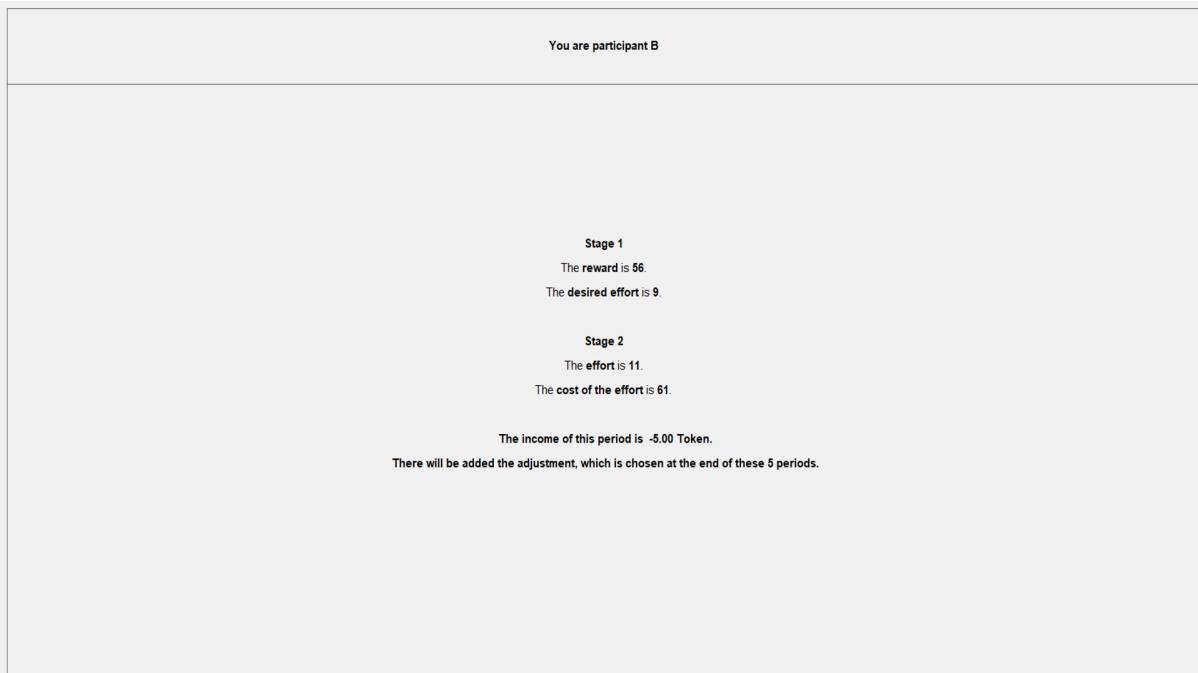 You are participant B
Stage 1
The reward is 56.
The desired effort is 9.
Stage 2
The effort is 11.
The cost of the effort is 61.
The income of this period is -5.00 Token.
There will be added the adjustment, which is chosen at the end of these 5 periods.